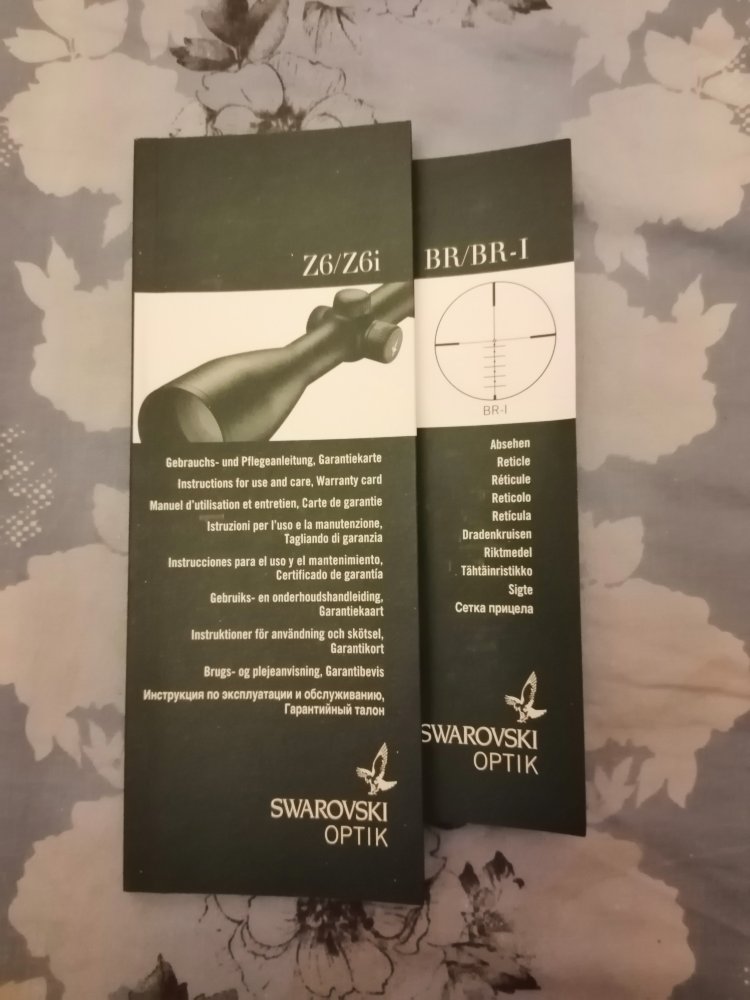 Z6/Z6i
Gebrauchs- und Pflegeanleitung, Garantiekarte
Instructions for use and care, Warranty card
Manuel d'utilisation et entretien, Carte de garantie
Istruzioni per l'uso e la manutenzione,
Tagliando di garanzia
Instrucciones para el uso y el mantenimiento,
Certificado de garantía
Gebruiks- en onderhoudshandleiding,
Garantiekaart
Instruktioner för användning och skötsel,
Garantikort
Brugs- og plejeanvisning, Garantibevis
Инструкция по эксплуатации и обслуживанию,
Гарантийный талон
SWAROVSKI
OPTIK
BR/BR-I
BR-I
Absehen
Reticle
Réticule
Reticolo
Retícula
Dradenkruisen
Riktmedel
Tähtäinristikko
Sigte
Сетка прицела
SWAROVSKI
OPTIK